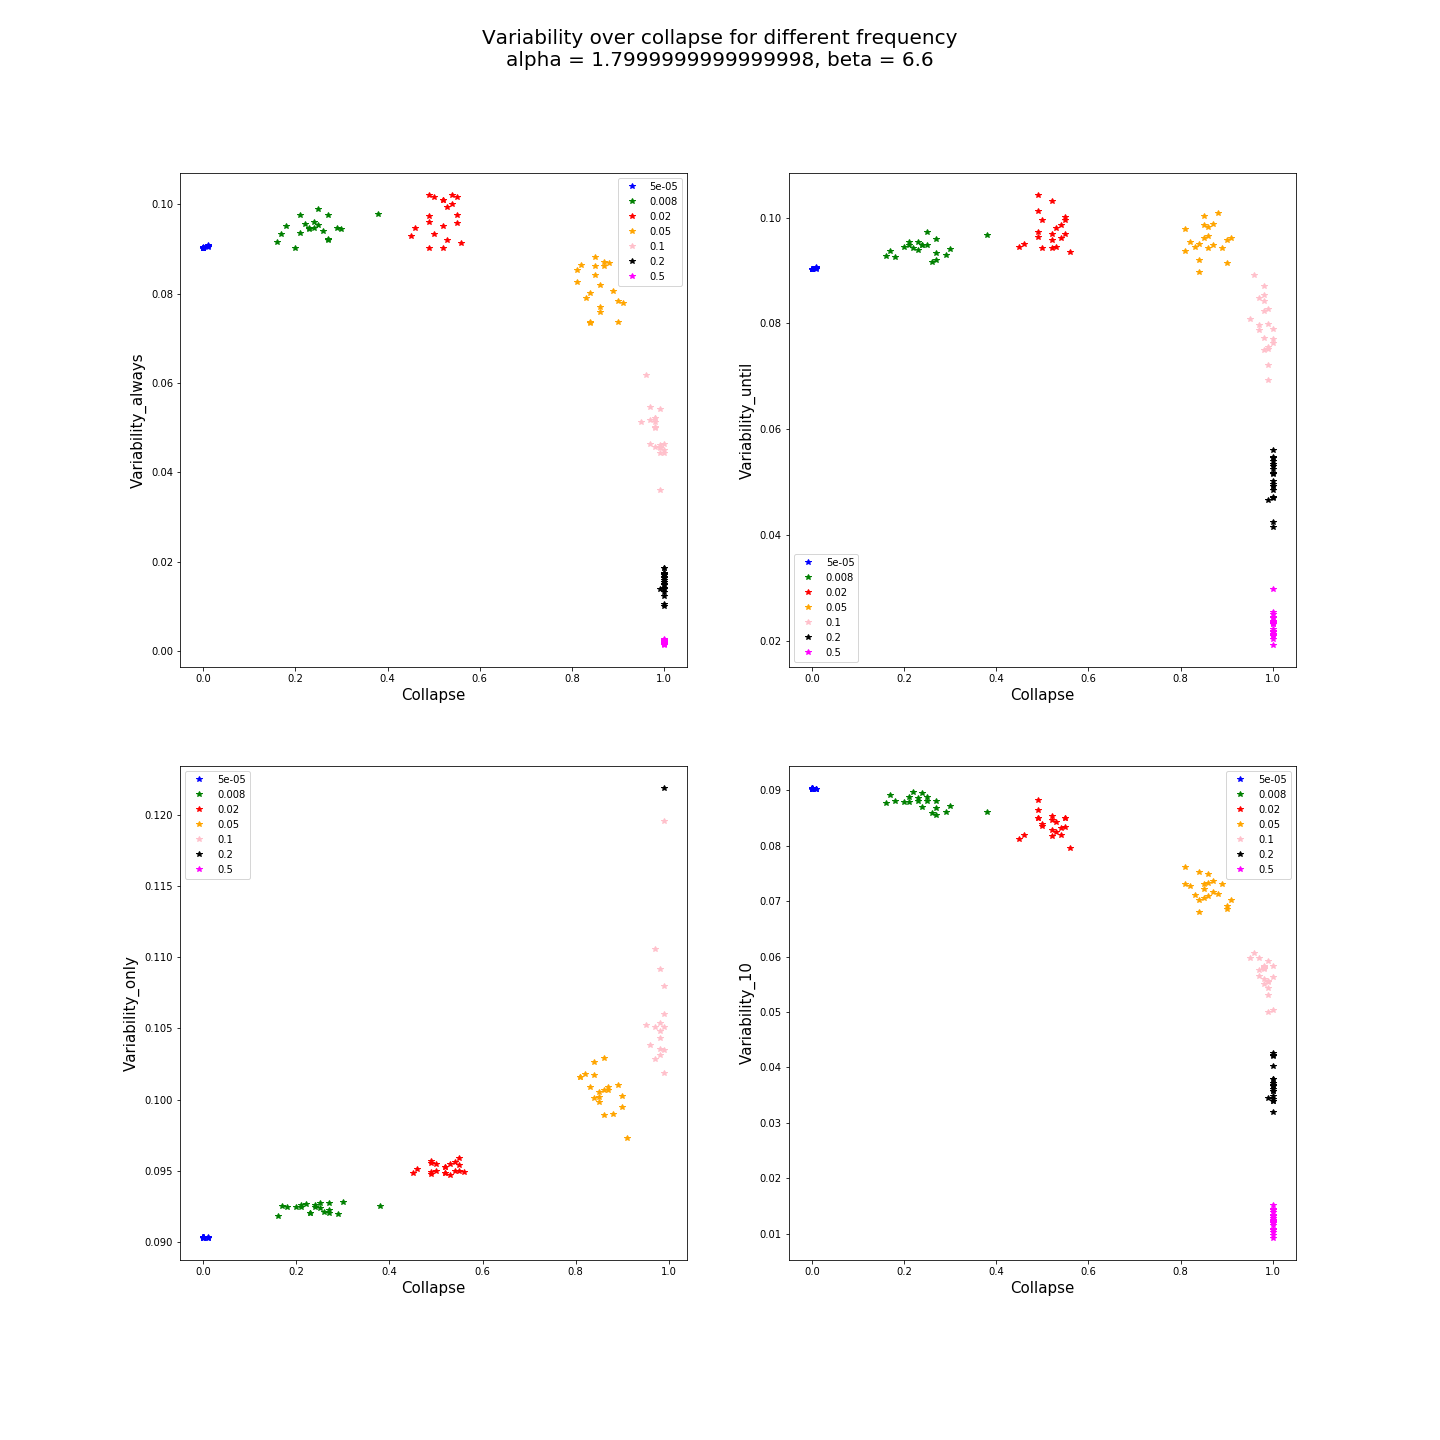 Variability over collapse for different frequency
alpha = 1.7999999999999998, beta = 6.6
Variability_always
0.10
0.08
0.06
0.04
0.02
0.00
5e-05
0.008
0.02
0.05
0.1
0.2
0.5
0.0 0.2 0.4 0.6 0.8 1.0
Collapse
Variability_until
0.10
0.08
0.06
0.04
0.02
5e-05
0.008
0.02
0.05
0.1
0.2
0.5
0.0 0.2 0.4 0.6 0.8 1.0
Collapse
Variability_only
0.120
0.115
0.110
0.105
0.100
0.095
0.090
5e-05
0.008
0.02
0.05
0.1
0.2
0.5
0.0 0.2 0.4 0.6 0.8 1.0
Collapse
Variability_10
0.09
0.08
0.07
0.06
0.05
0.04
0.03
0.02
0.01
5e-05
0.008
0.02
0.05
0.1
0.2
0.5
0.0 0.2 0.4 0.6 0.8 1.0
Collapse